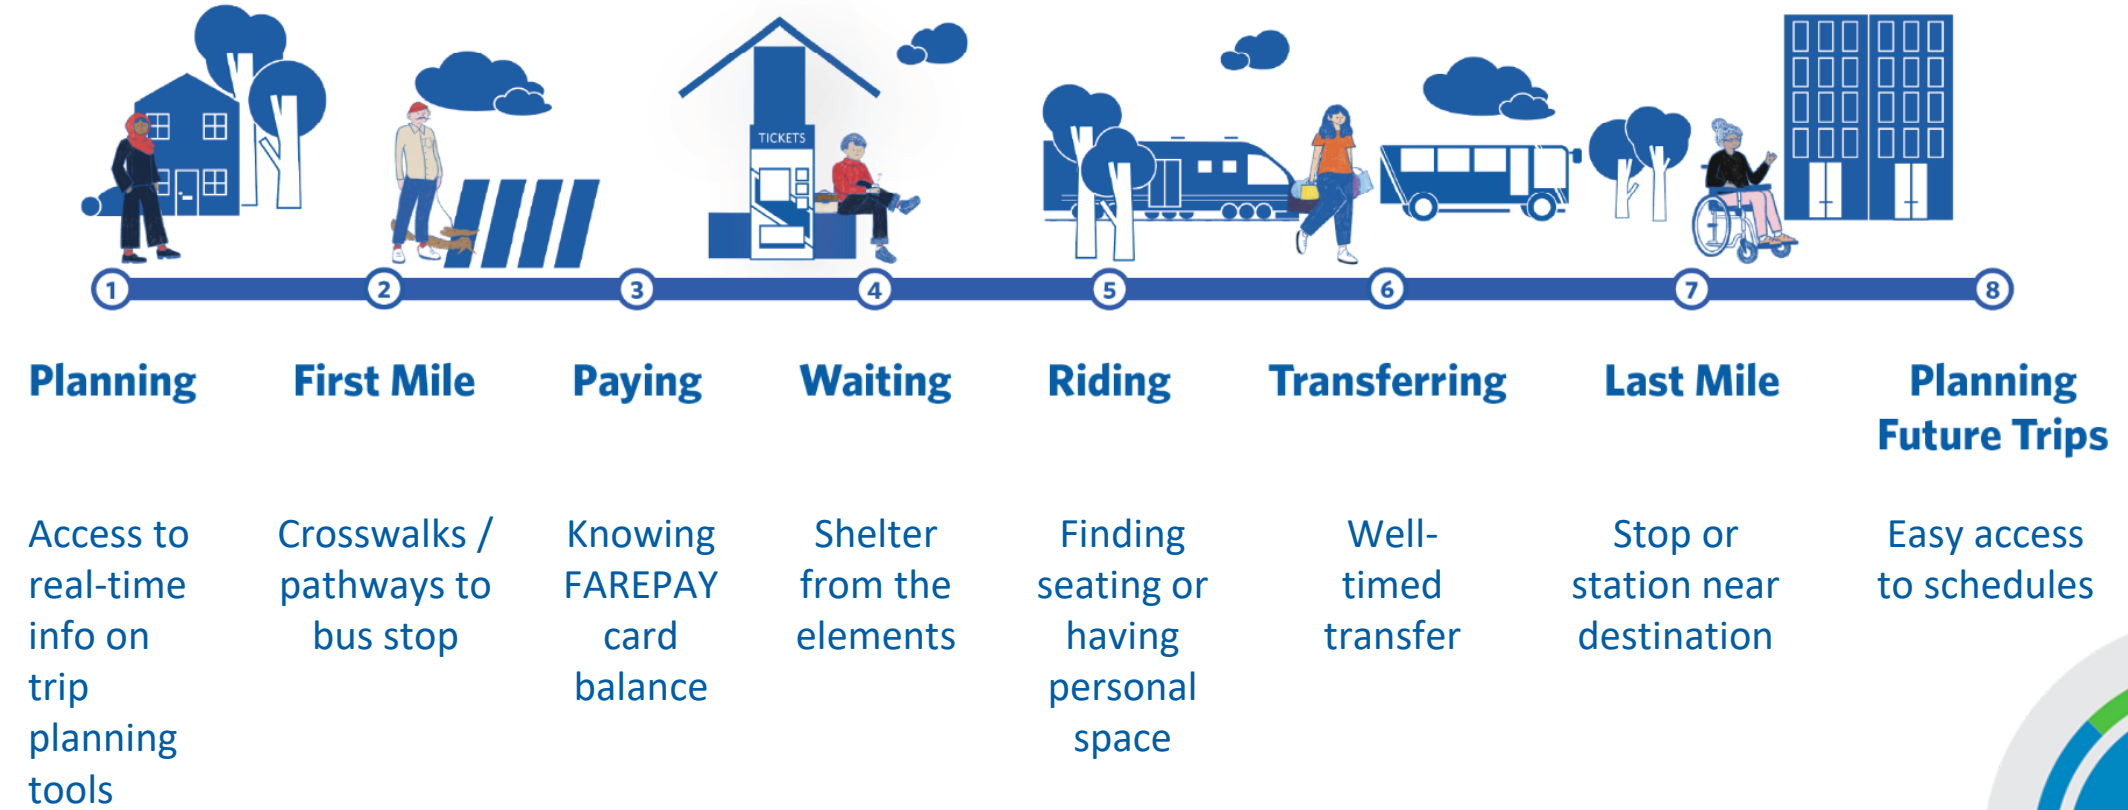 TICKETS
1 2 3 4 5 6 7 8
Planning
First Mile
Paying
Waiting
Riding
Transferring
Last Mile
Planning
Future Trips
Access to
real-time
info on
trip
planning
tools
Crosswalks /
pathways to
bus stop
Knowing
FAREPAY
card
balance
Shelter
from the
elements
Finding
seating or
having
personal
space
Well-
timed
transfer
Stop or
station near
destination
Easy access
to schedules